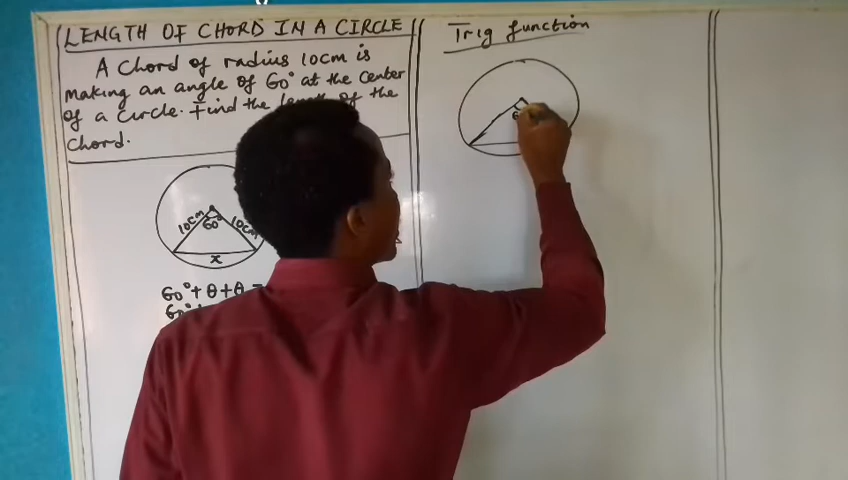 LENGTH OF CHORD IN A CIRCLE
A Chord of radius 10cm is
making an angle of 60° at the center
of a circle. Find the length of the
Chord.
10cm
60°
10cm
x
60° + θ + θ =
Trig function